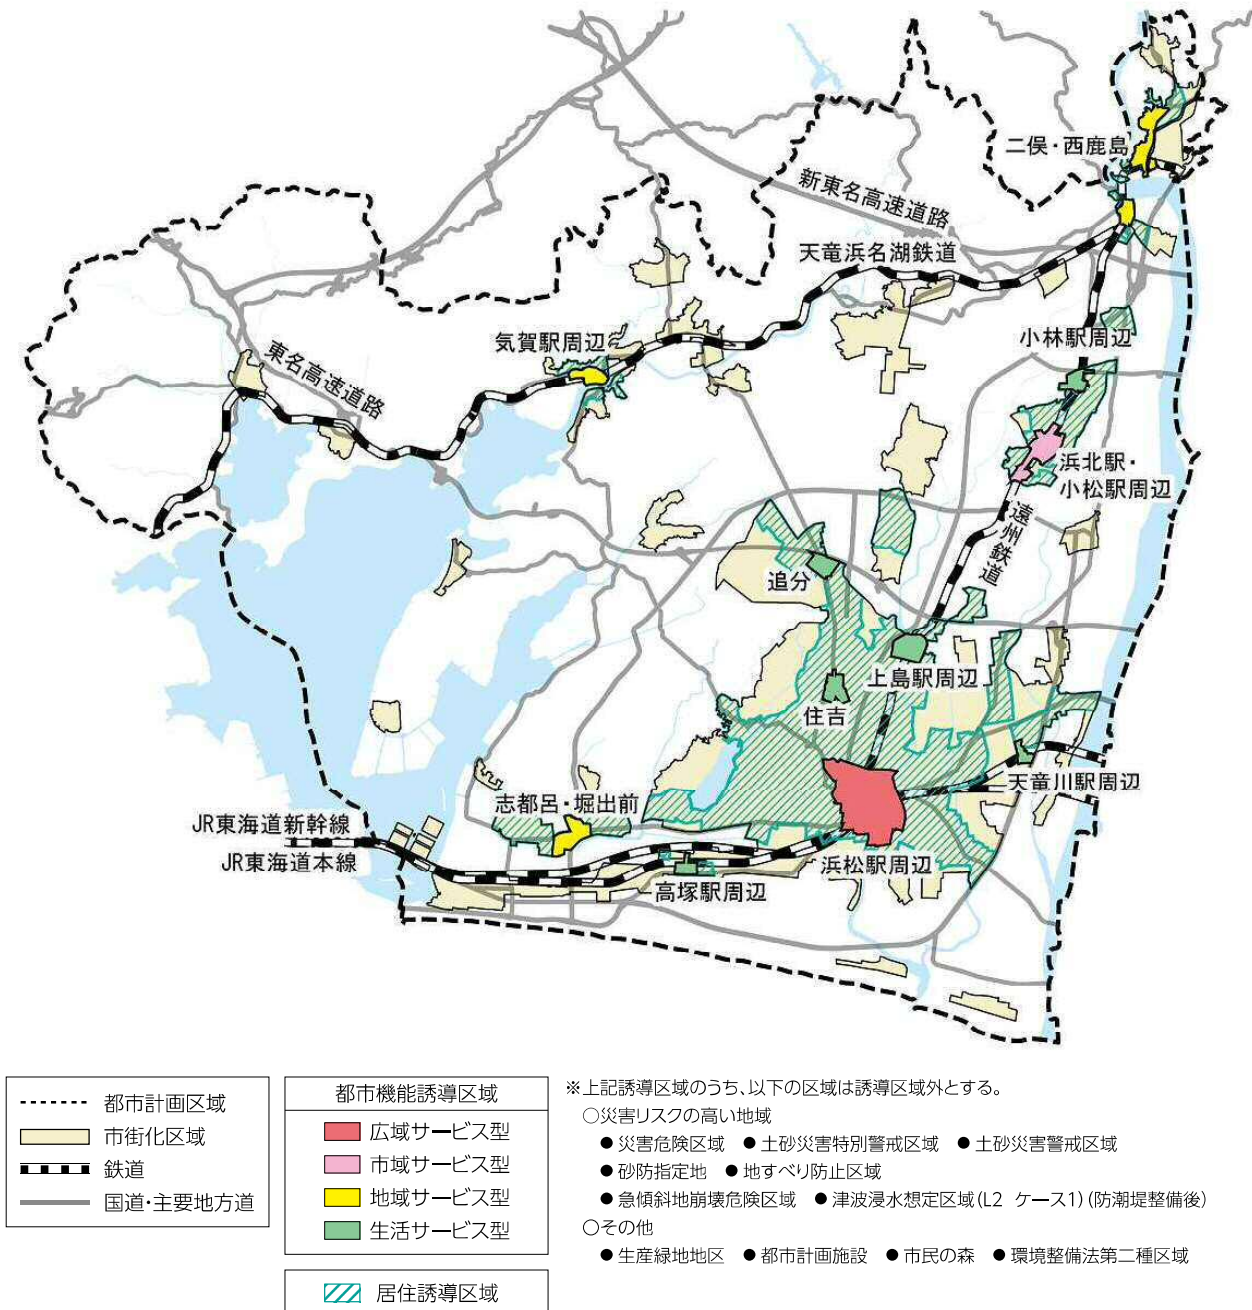 二俣・西鹿島
新東名高速道路
天竜浜名湖鉄道
小林駅周辺
気賀駅周辺
東名高速道路
浜北駅・
小松駅周辺
遠州鉄道
追分
上島駅周辺
住吉
天竜川駅周辺
志都呂・堀出前
JR東海道新幹線
JR東海道本線
浜松駅周辺
高塚駅周辺
都市計画区域
市街化区域
鉄道
国道・主要地方道
都市機能誘導区域
広域サービス型
市域サービス型
地域サービス型
生活サービス型
居住誘導区域
※上記誘導区域のうち、以下の区域は誘導区域外とする。
○災害リスクの高い地域
●災害危険区域 ●土砂災害特別警戒区域 ●土砂災害警戒区域
●砂防指定地 ●地すべり防止区域
●急傾斜地崩壊危険区域 ●津波浸水想定区域(L2 ケース1)(防潮堤整備後)
○その他
●生産緑地地区 ●都市計画施設 ●市民の森 ●環境整備法第二種区域